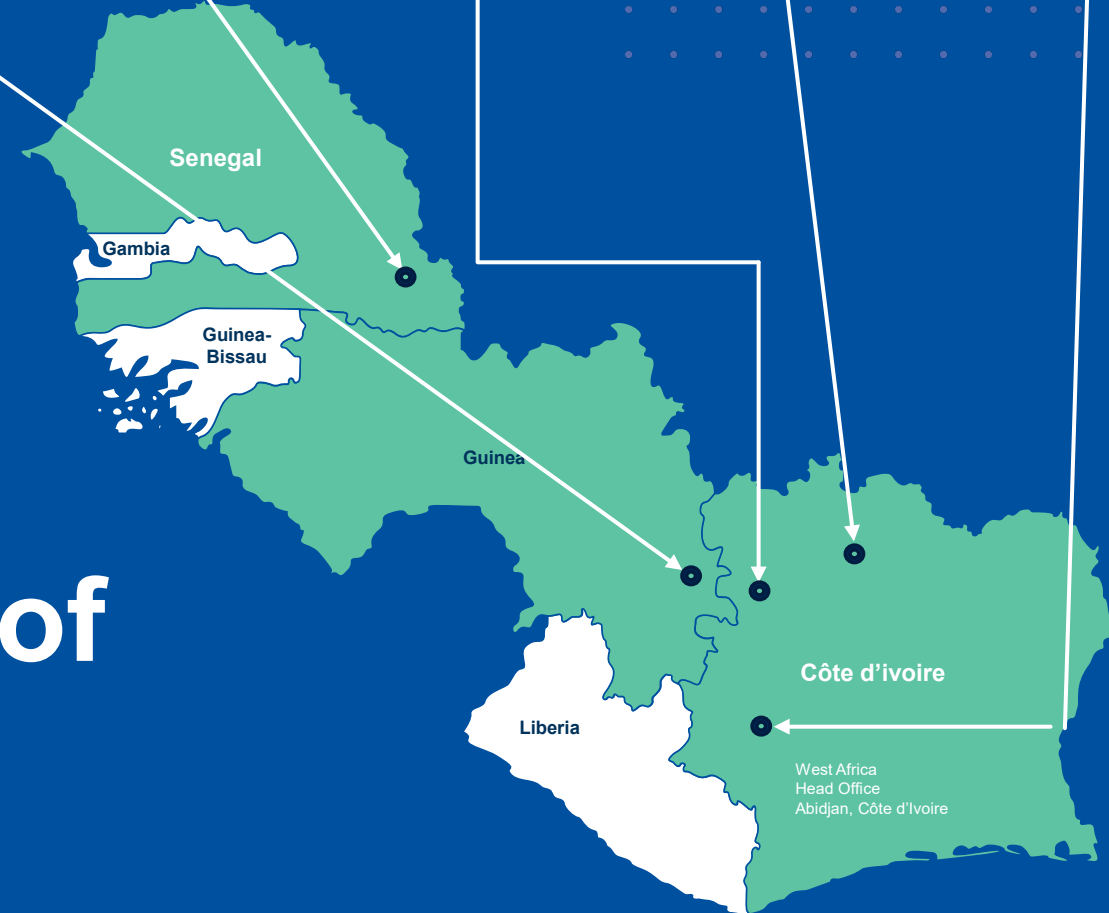 Senegal
Gambia
Guinea-
Bissau
Guinea
of
Côte d’ivoire
Liberia
West Africa
Head Office
Abidjan, Côte d’Ivoire